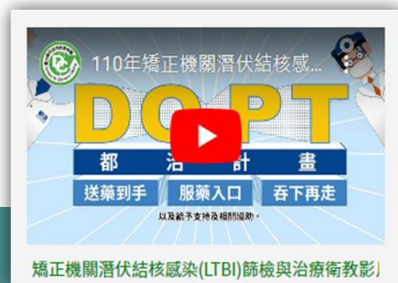 110年矯正機關潛伏結核感...
DOPT
都治計畫
送藥到手 服藥入口 吞下再走
以及給予支持及相關協助。
矯正機關潛伏結核感染(LTBI)篩檢與治療衛教影